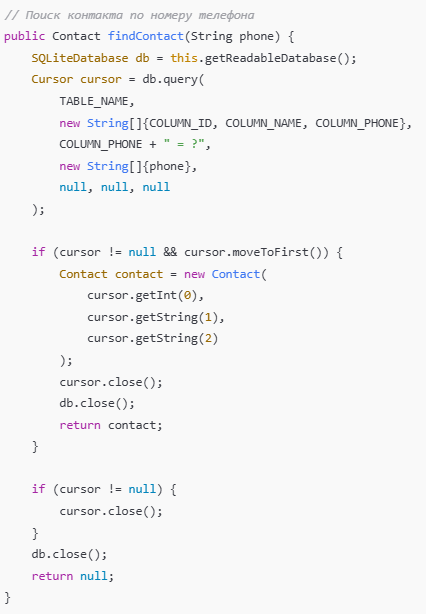 // Поиск контакта по номеру телефона
public Contact findContact(String phone) {
    SQLiteDatabase db = this.getReadableDatabase();
    Cursor cursor = db.query(
        TABLE_NAME,
        new String[]{COLUMN_ID, COLUMN_NAME, COLUMN_PHONE},
        COLUMN_PHONE + " = ?",
        new String[]{phone},
        null, null, null
    );

    if (cursor != null && cursor.moveToFirst()) {
        Contact contact = new Contact(
            cursor.getInt(0),
            cursor.getString(1),
            cursor.getString(2)
        );
        cursor.close();
        db.close();
        return contact;
    }

    if (cursor != null) {
        cursor.close();
    }
    db.close();
    return null;
}